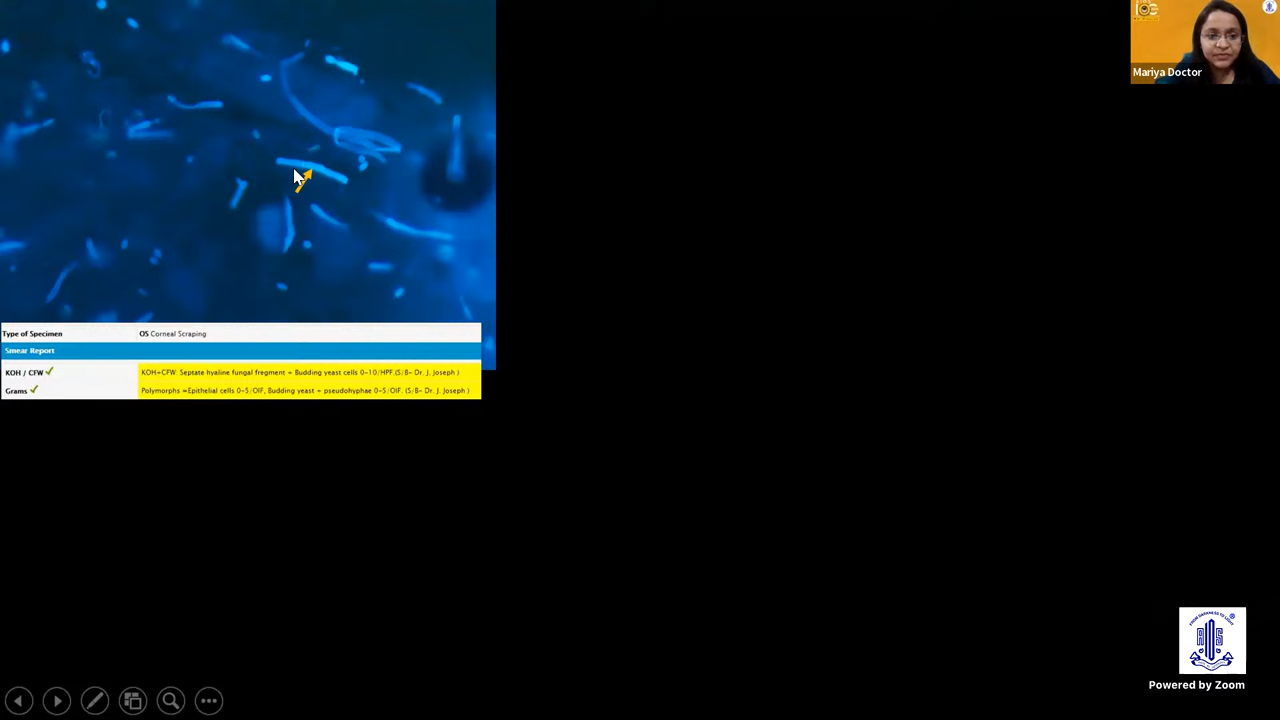 Mariya Doctor
Type of Specimen OS Corneal Scraping
Smear Report
KOH / CFW KOH+CFW: Septate hyaline fungal fregment + Budding yeast cells 0-10/HPF.(S/B- Dr. J. Joseph )
Grams Polymorphs =Epithelial cells 0-5/OIF, Budding yeast + pseudohyphae 0-5/OIF. (S/B- Dr. J. Joseph )
Powered by Zoom